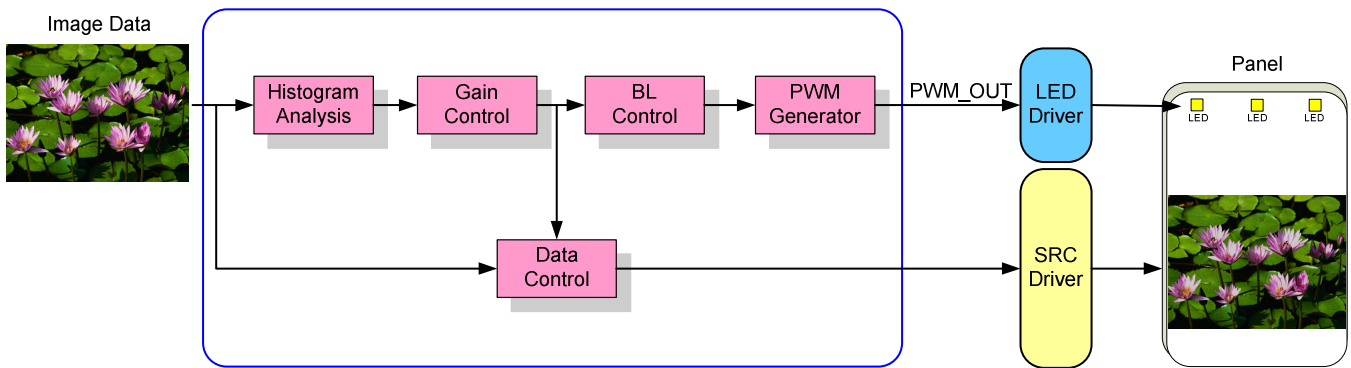 Image Data
Histogram
Analysis
Gain
Control
BL
Control
PWM
Generator
PWM_OUT
LED
Driver
Panel
LED
LED
LED
Data
Control
SRC
Driver